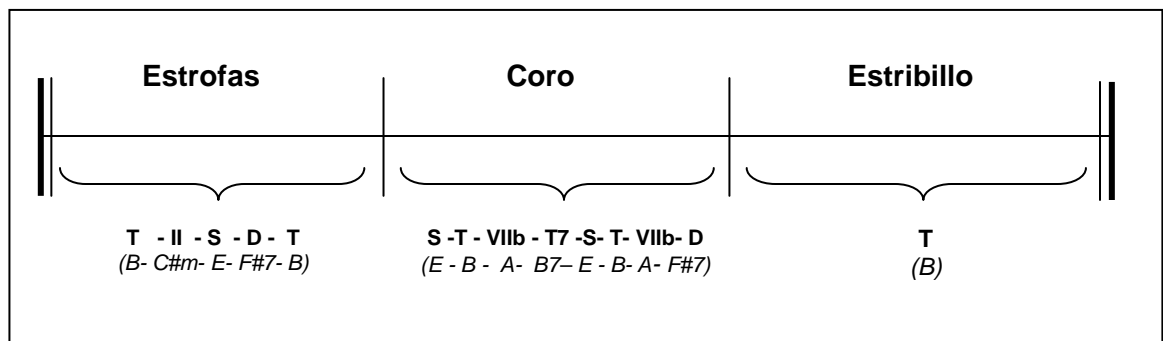 Estrofas Coro Estribillo
T - II - S - D - T S -T - VIIb - T7 -S- T- VIIb- D T
(B- C#m- E- F#7- B) (E - B - A- B7– E - B- A- F#7) (B)